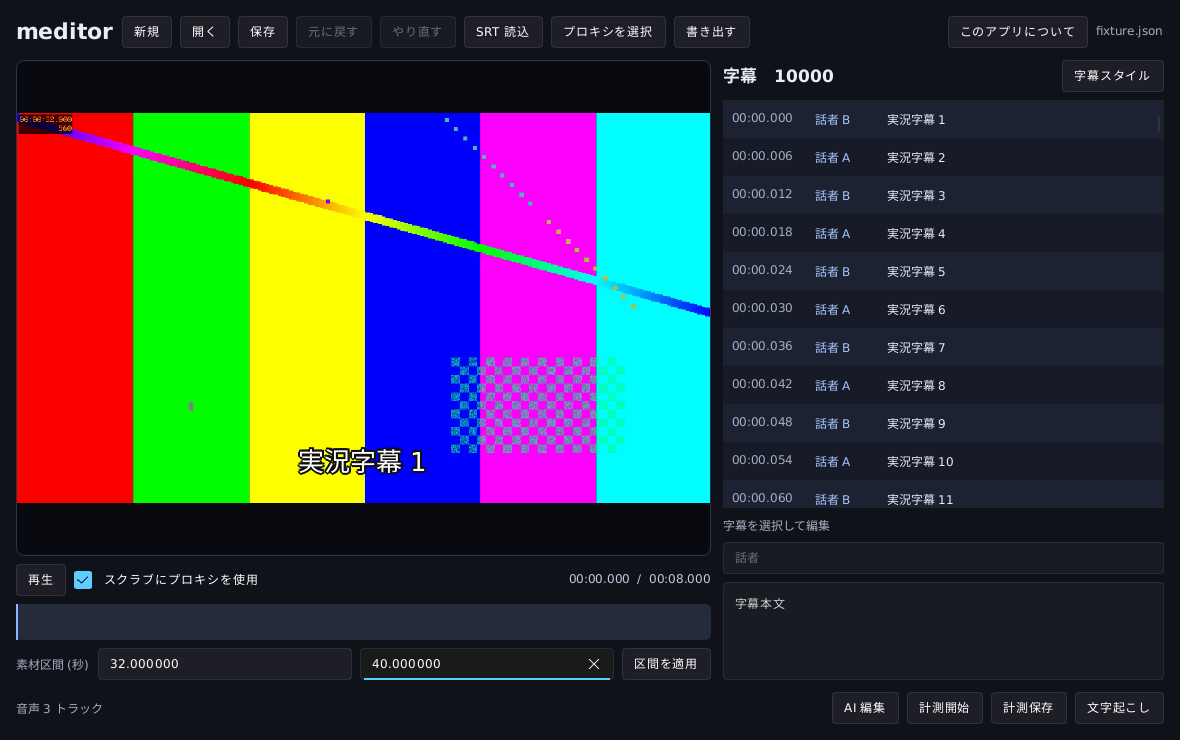 meditor 新規 開く 保存 元に戻す やり直す SRT 読込 プロキシを選択 書き出す このアプリについて fixture.json
00:00:32.000
560
実況字幕 1
再生 スクラブにプロキシを使用 00:00.000 / 00:08.000
素材区間 (秒) 32.000000 40.000000 区間を適用
音声 3 トラック
字幕 10000 字幕スタイル
00:00.000 話者 B 実況字幕 1
00:00.006 話者 A 実況字幕 2
00:00.012 話者 B 実況字幕 3
00:00.018 話者 A 実況字幕 4
00:00.024 話者 B 実況字幕 5
00:00.030 話者 A 実況字幕 6
00:00.036 話者 B 実況字幕 7
00:00.042 話者 A 実況字幕 8
00:00.048 話者 B 実況字幕 9
00:00.054 話者 A 実況字幕 10
00:00.060 話者 B 実況字幕 11
字幕を選択して編集
話者
字幕本文
AI 編集 計測開始 計測保存 文字起こし